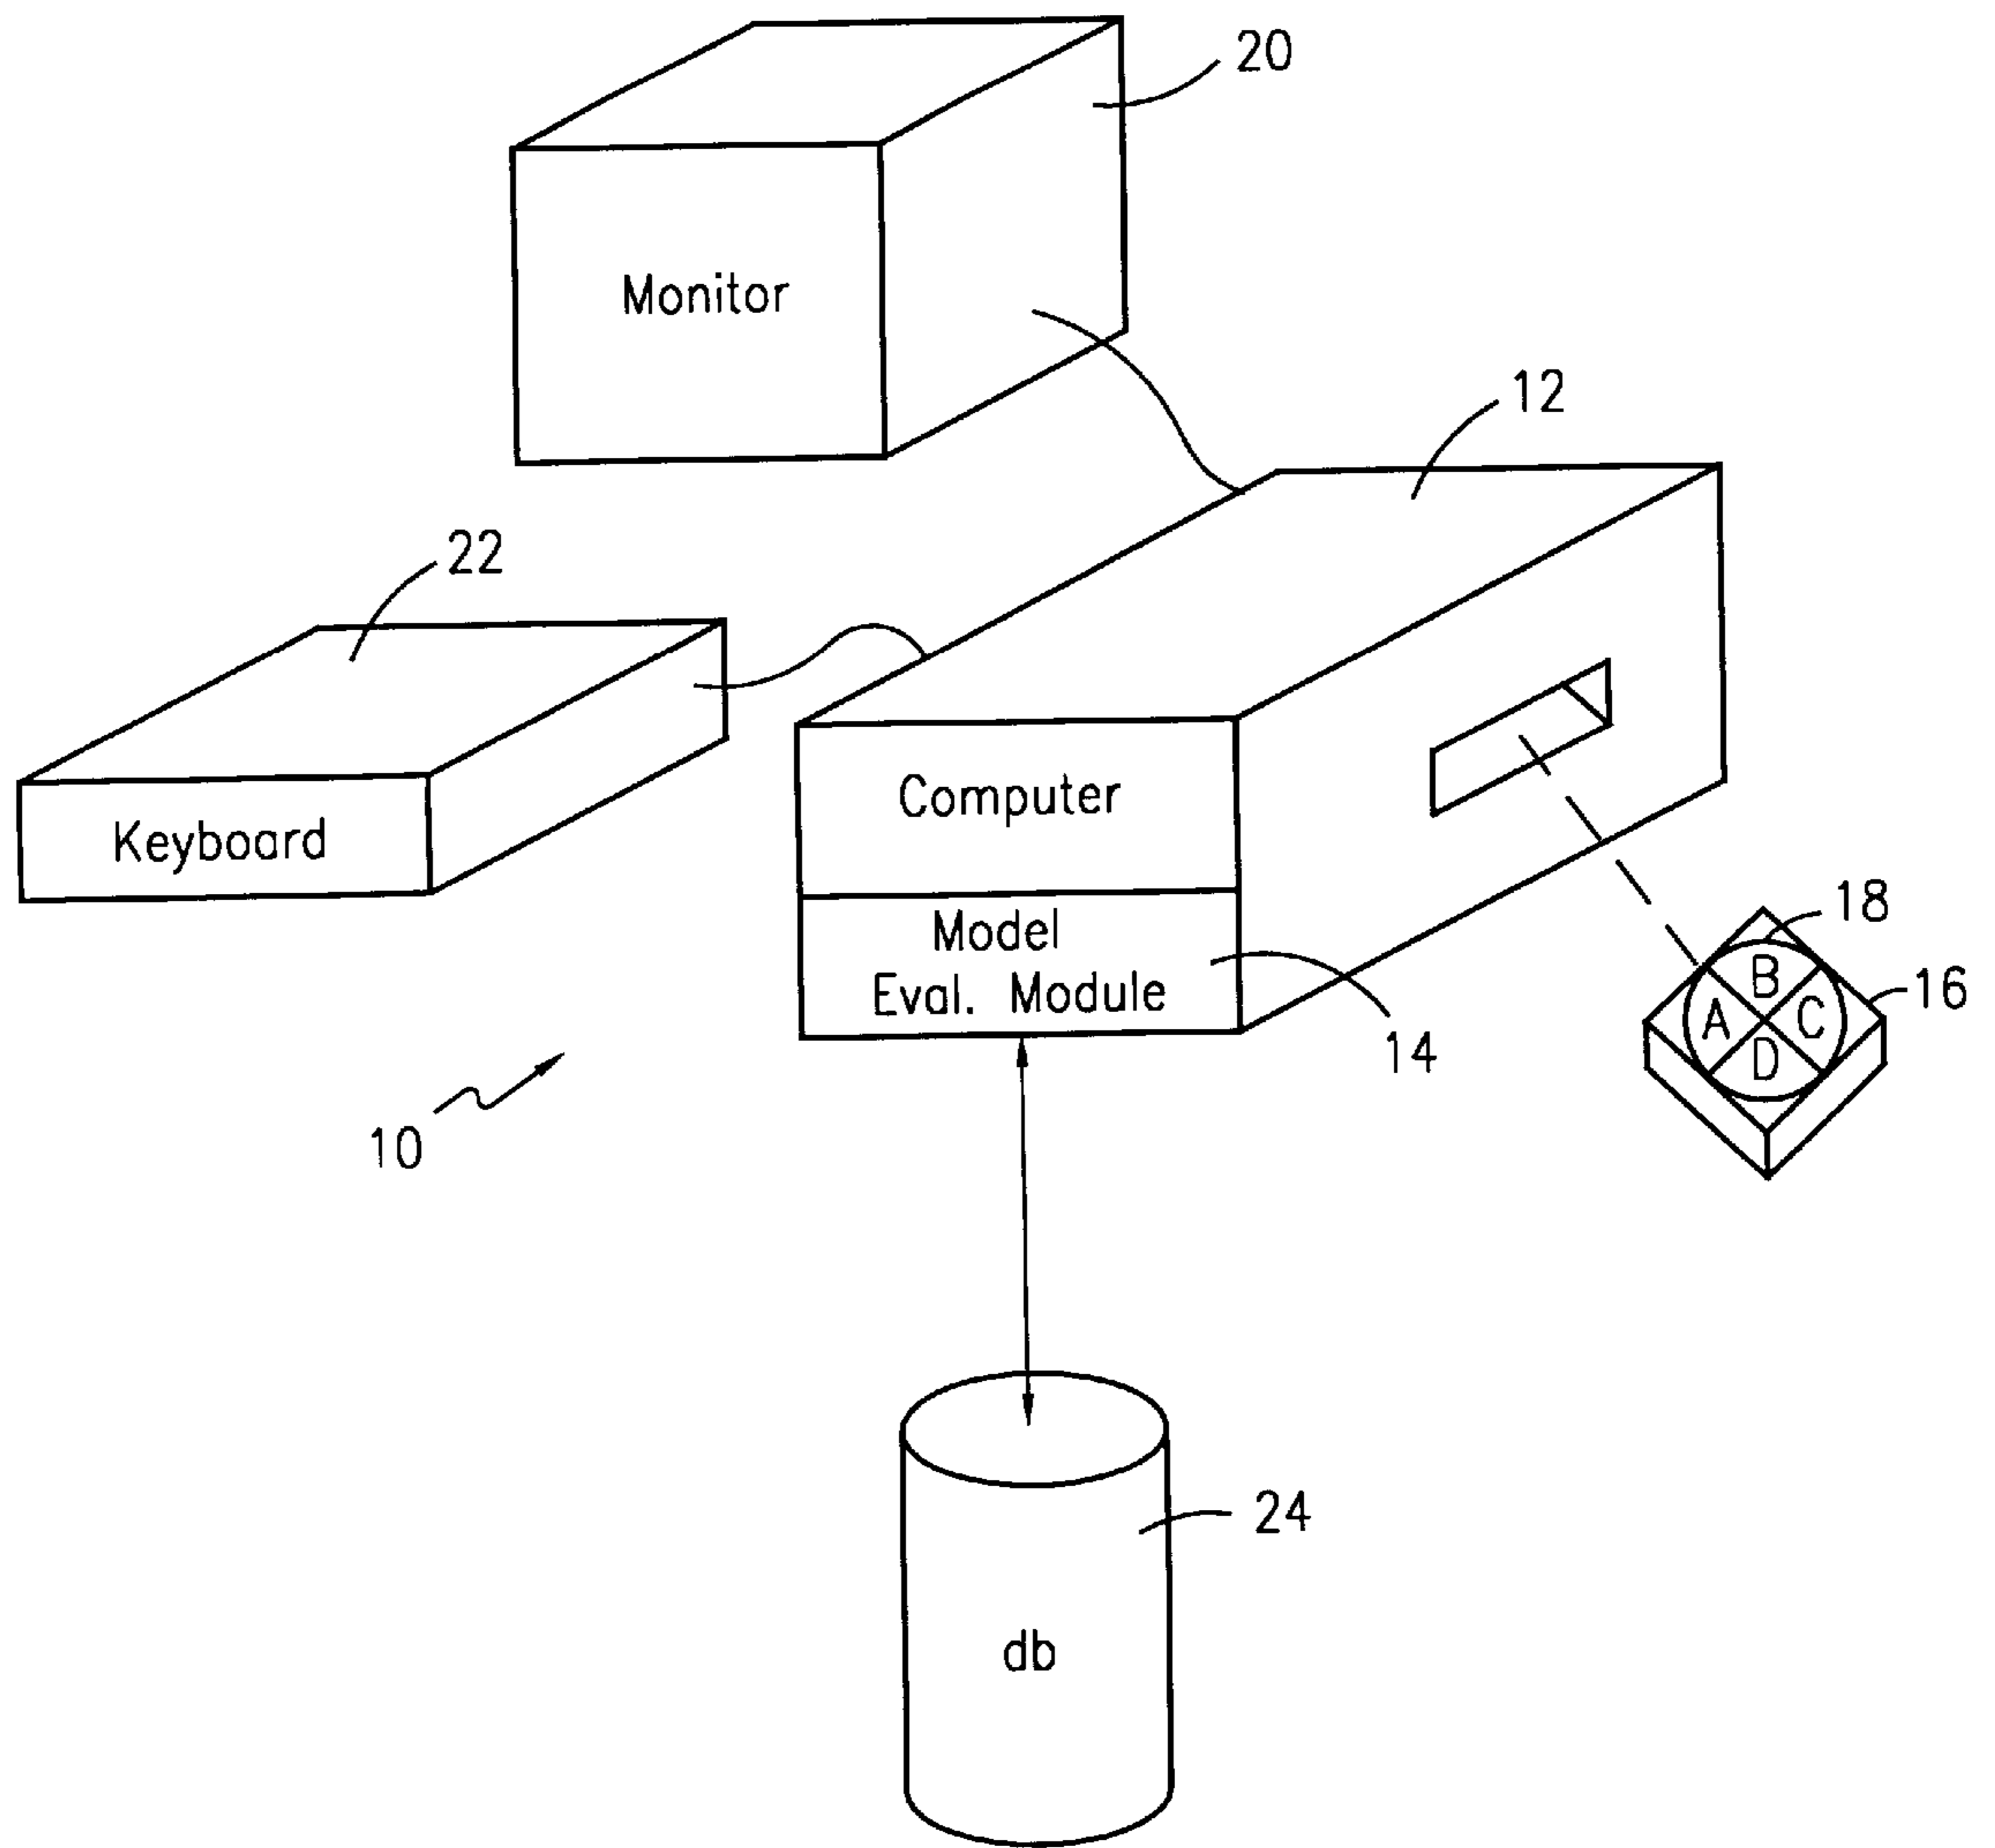 20
Monitor
12
22
Computer
Keyboard
Model
Eval. Module
14
18
16
B
A
C
D
10
24
db